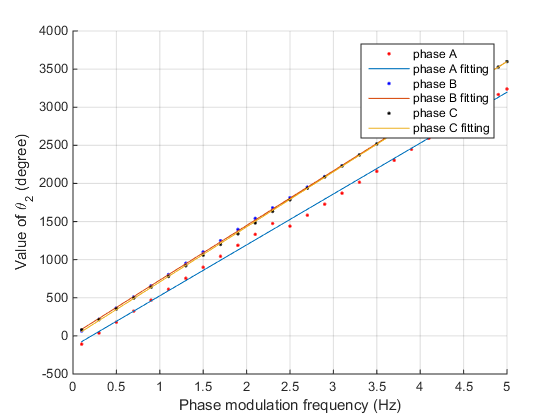 4000
3500
3000
2500
2000
1500
1000
500
0
-500
Value of θ2 (degree)
phase A
phase A fitting
phase B
phase B fitting
phase C
phase C fitting
0 0.5 1 1.5 2 2.5 3 3.5 4 4.5 5
Phase modulation frequency (Hz)